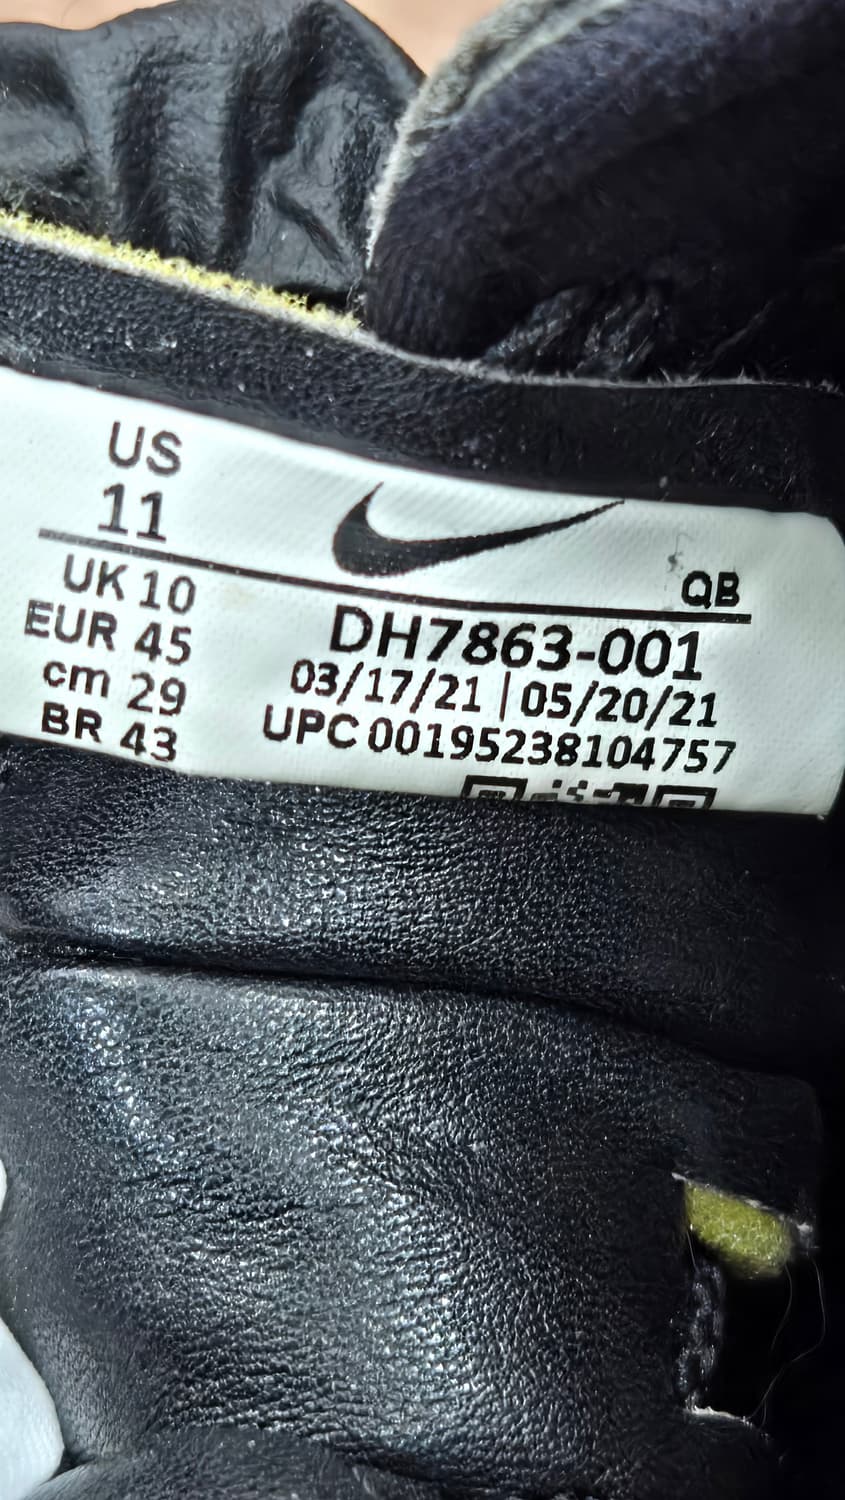 US
11
UK 10
EUR 45
cm 29
BR 43
QB
DH7863-001
03/17/21 | 05/20/21
UPC 00195238104757